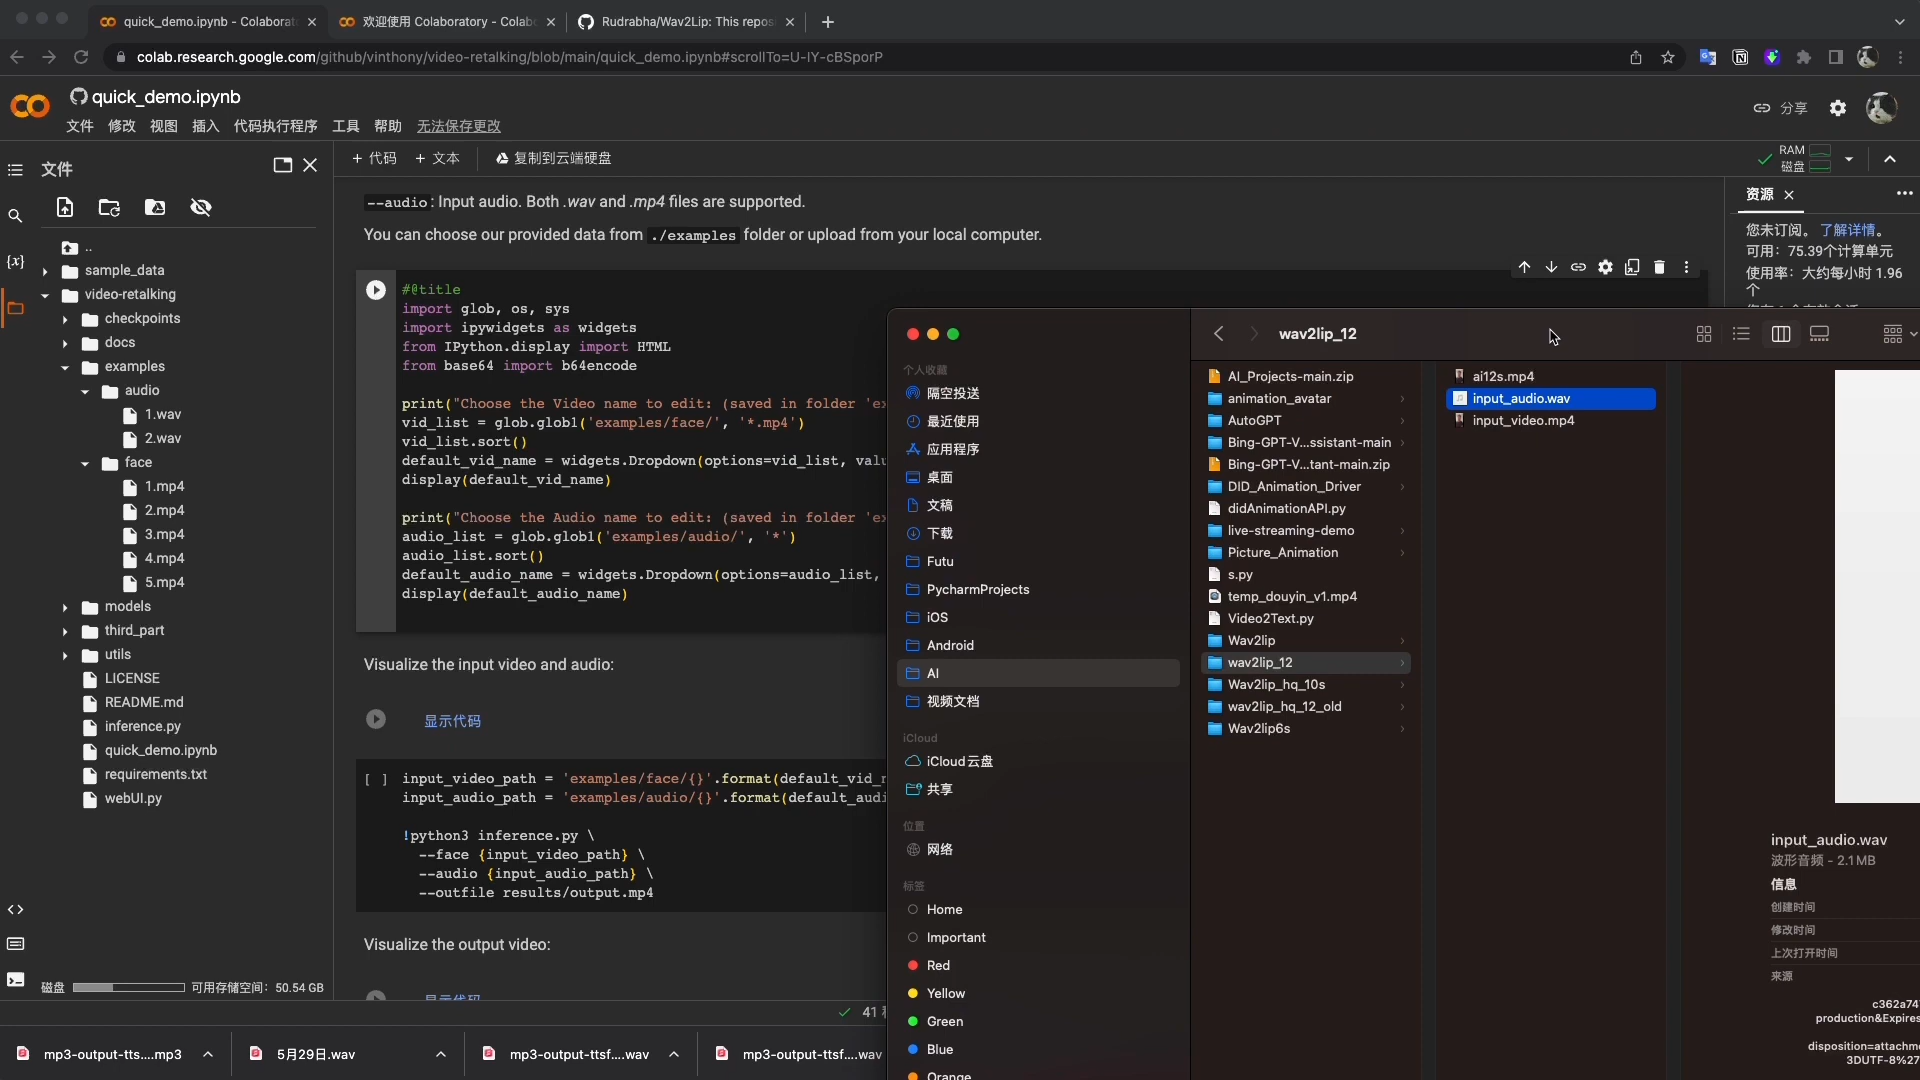 quick_demo.ipynb - Colaborat
欢迎使用 Colaboratory - Colab
Rudrabha/Wav2Lip: This repos
colab.research.google.com/github/vinthony/video-retalking/blob/main/quick_demo.ipynb#scrollTo=U-lY-cBSporP
quick_demo.ipynb
文件 修改 视图 插入 代码执行程序 工具 帮助 无法保存更改
分享
文件
+ 代码 + 文本 复制到云端硬盘
RAM
磁盘
..
sample_data
video-retalking
checkpoints
docs
examples
audio
1.wav
2.wav
face
1.mp4
2.mp4
3.mp4
4.mp4
5.mp4
models
third_part
utils
LICENSE
README.md
inference.py
quick_demo.ipynb
requirements.txt
webUI.py
磁盘 可用存储空间: 50.54 GB
--audio: Input audio. Both .wav and .mp4 files are supported.
You can choose our provided data from ./examples folder or upload from your local computer.
#@title
import glob, os, sys
import ipywidgets as widgets
from IPython.display import HTML
from base64 import b64encode
print("Choose the Video name to edit: (saved in folder 'ex
vid_list = glob.glob1('examples/face/', '*.mp4')
vid_list.sort()
default_vid_name = widgets.Dropdown(options=vid_list, valu
display(default_vid_name)
print("Choose the Audio name to edit: (saved in folder 'ex
audio_list = glob.glob1('examples/audio/', '*')
audio_list.sort()
default_audio_name = widgets.Dropdown(options=audio_list,
display(default_audio_name)
Visualize the input video and audio:
显示代码
[ ] input_video_path = 'examples/face/{}'.format(default_vid_n
input_audio_path = 'examples/audio/{}'.format(default_audi
!python3 inference.py \
--face {input_video_path} \
--audio {input_audio_path} \
--outfile results/output.mp4
Visualize the output video:
显示代码
41
资源
您未订阅。了解详情。
可用：75.39个计算单元
使用率：大约每小时 1.96
个
wav2lip_12
个人收藏
隔空投送
最近使用
应用程序
桌面
文稿
下载
Futu
PycharmProjects
iOS
Android
AI
视频文档
iCloud
iCloud云盘
共享
位置
网络
标签
Home
Important
Red
Yellow
Green
Blue
Orange
AI_Projects-main.zip
animation_avatar
AutoGPT
Bing-GPT-V...ssistant-main
Bing-GPT-V...tant-main.zip
DID_Animation_Driver
didAnimationAPI.py
live-streaming-demo
Picture_Animation
s.py
temp_douyin_v1.mp4
Video2Text.py
Wav2lip
wav2lip_12
Wav2lip_hq_10s
wav2lip_hq_12_old
Wav2lip6s
ai12s.mp4
input_audio.wav
input_video.mp4
input_audio.wav
波形音频 - 2.1 MB
信息
创建时间
修改时间
上次打开时间
来源
c362a747
production&Expires
disposition=attachme
3DUTF-8%27
mp3-output-tts....mp3
5月29日.wav
mp3-output-ttsf....wav
mp3-output-ttsf....wav